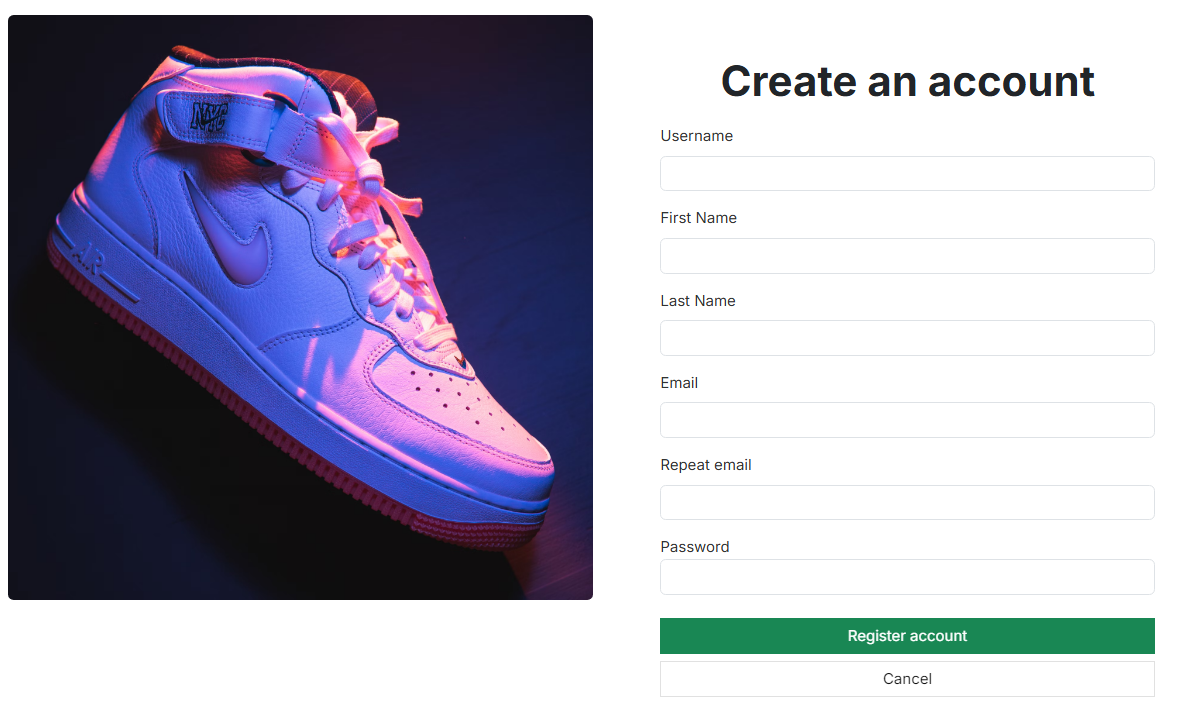 NYC
AIR
Create an account
Username
First Name
Last Name
Email
Repeat email
Password
Register account
Cancel